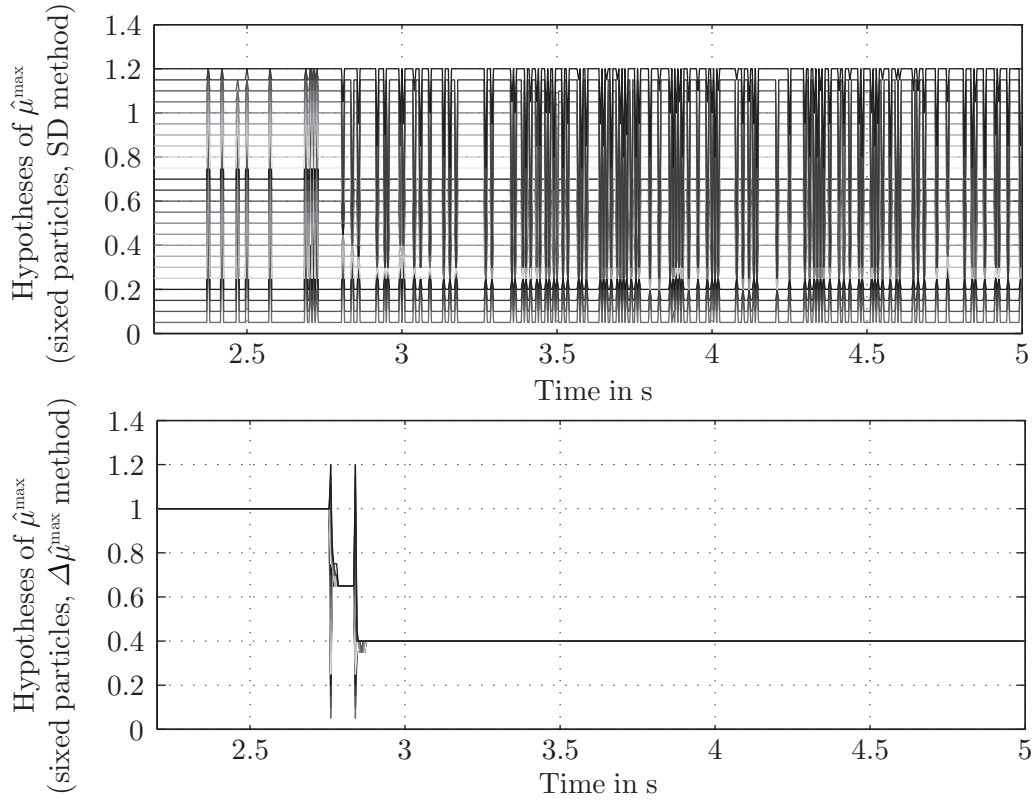 Hypotheses of μ̂ᵐᵃˣ
(sixed particles, SD method)
1.4
1.2
1
0.8
0.6
0.4
0.2
0
2.5 3 3.5 4 4.5 5
Time in s
Hypotheses of μ̂ᵐᵃˣ
(sixed particles, Δμ̂ᵐᵃˣ method)
1.4
1.2
1
0.8
0.6
0.4
0.2
0
2.5 3 3.5 4 4.5 5
Time in s